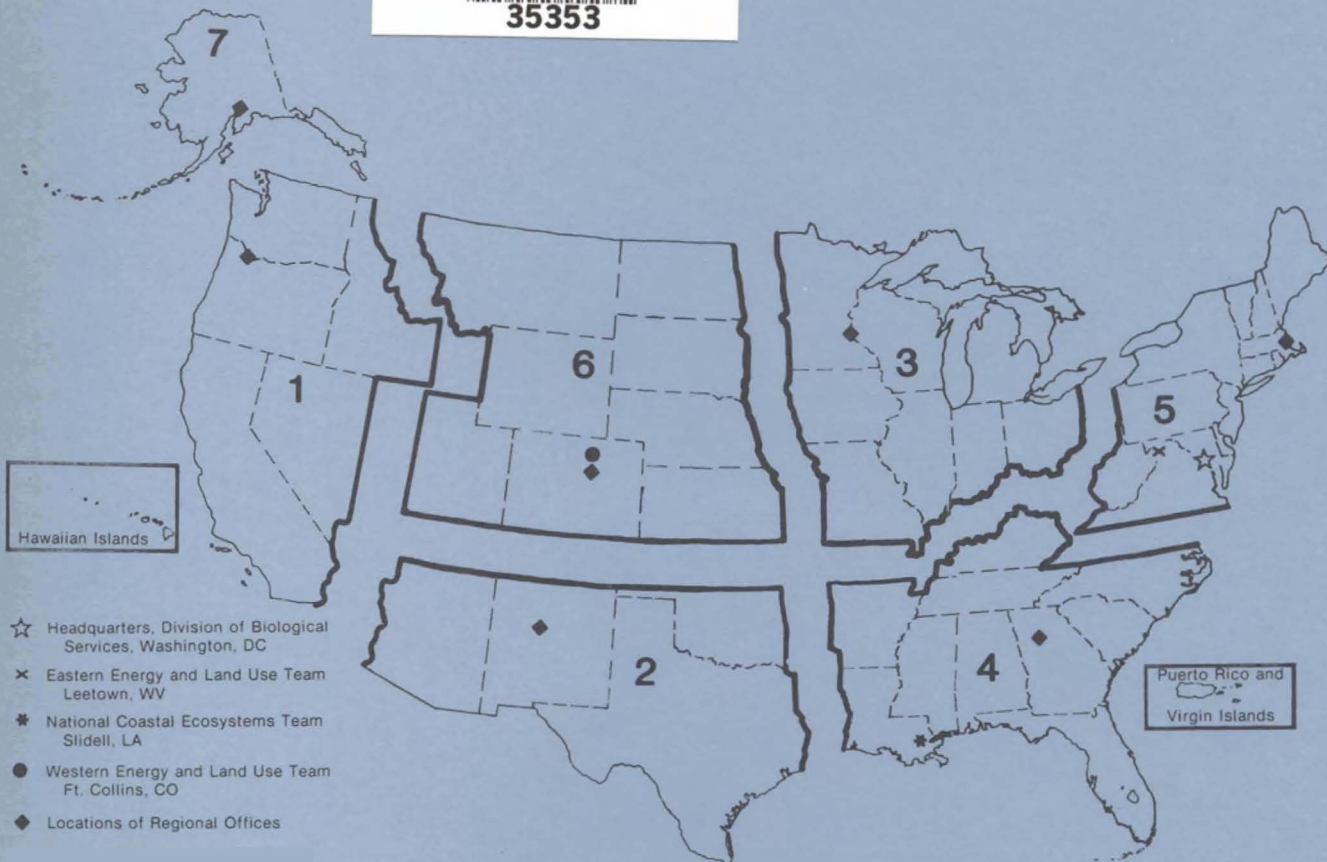 35353
7
1
6
3
5
2
4
Hawaiian Islands
Puerto Rico and
Virgin Islands
Headquarters, Division of Biological
Services, Washington, DC
Eastern Energy and Land Use Team
Leetown, WV
National Coastal Ecosystems Team
Slidell, LA
Western Energy and Land Use Team
Ft. Collins, CO
Locations of Regional Offices